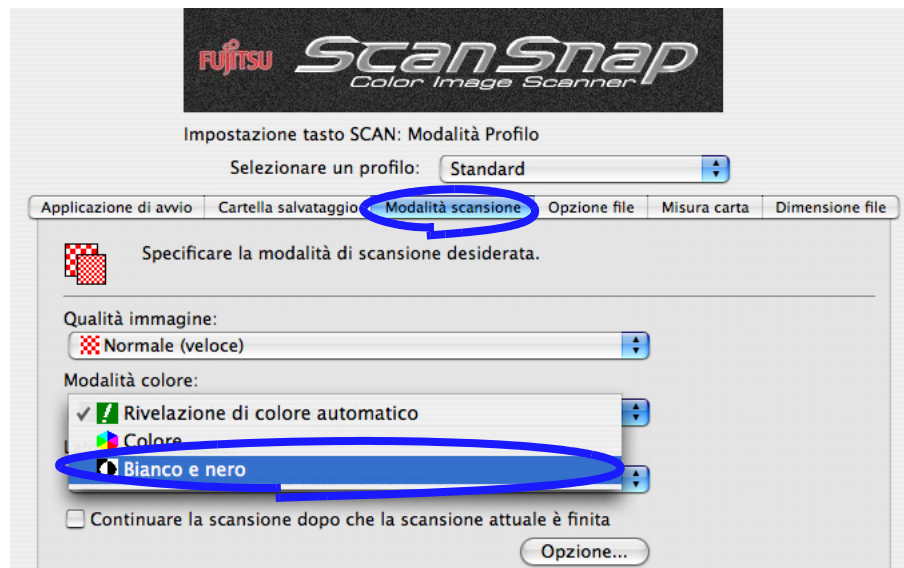 FUJITSU ScanSnap
Color Image Scanner
Impostazione tasto SCAN: Modalità Profilo
Selezionare un profilo: Standard
Applicazione di avvio Cartella salvataggio Modalità scansione Opzione file Misura carta Dimensione file
Specificare la modalità di scansione desiderata.
Qualità immagine:
Normale (veloce)
Modalità colore:
Rivelazione di colore automatico
Colore
Bianco e nero
Continuare la scansione dopo che la scansione attuale è finita
Opzione...